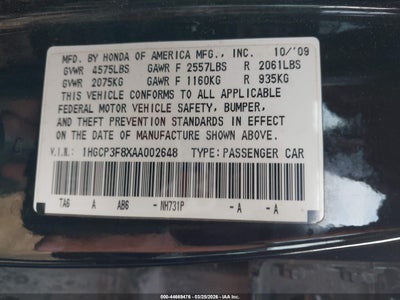 MFD. BY HONDA OF AMERICA MFG., INC. 10/'09
GVWR 4575LBS GAWR F 2557LBS R 2061LBS
GVWR 2075KG GAWR F 1160KG R 935KG
THIS VEHICLE CONFORMS TO ALL APPLICABLE
FEDERAL MOTOR VEHICLE SAFETY, BUMPER,
AND THEFT PREVENTION STANDARDS IN EFFECT
ON THE DATE OF MANUFACTURE SHOWN ABOVE.
V.I.N.: 1HGCP3F8XAA002648 TYPE: PASSENGER CAR
TA6 A AB6 - NH731P - A - A
000-44669476 - 03/29/2026 - IAA Inc.